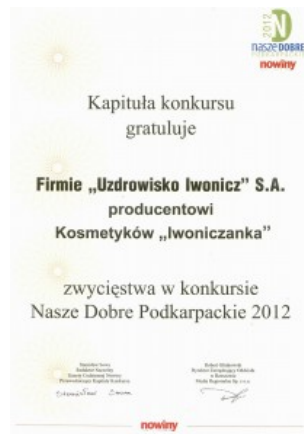 2012
N
nasze DOBRE
nowiny
Kapituła konkursu
gratuluje
Firmie „Uzdrowisko Iwonicz” S.A.
producentowi
Kosmetyków „Iwoniczanka”
zwycięstwa w konkursie
Nasze Dobre Podkarpackie 2012
nowiny